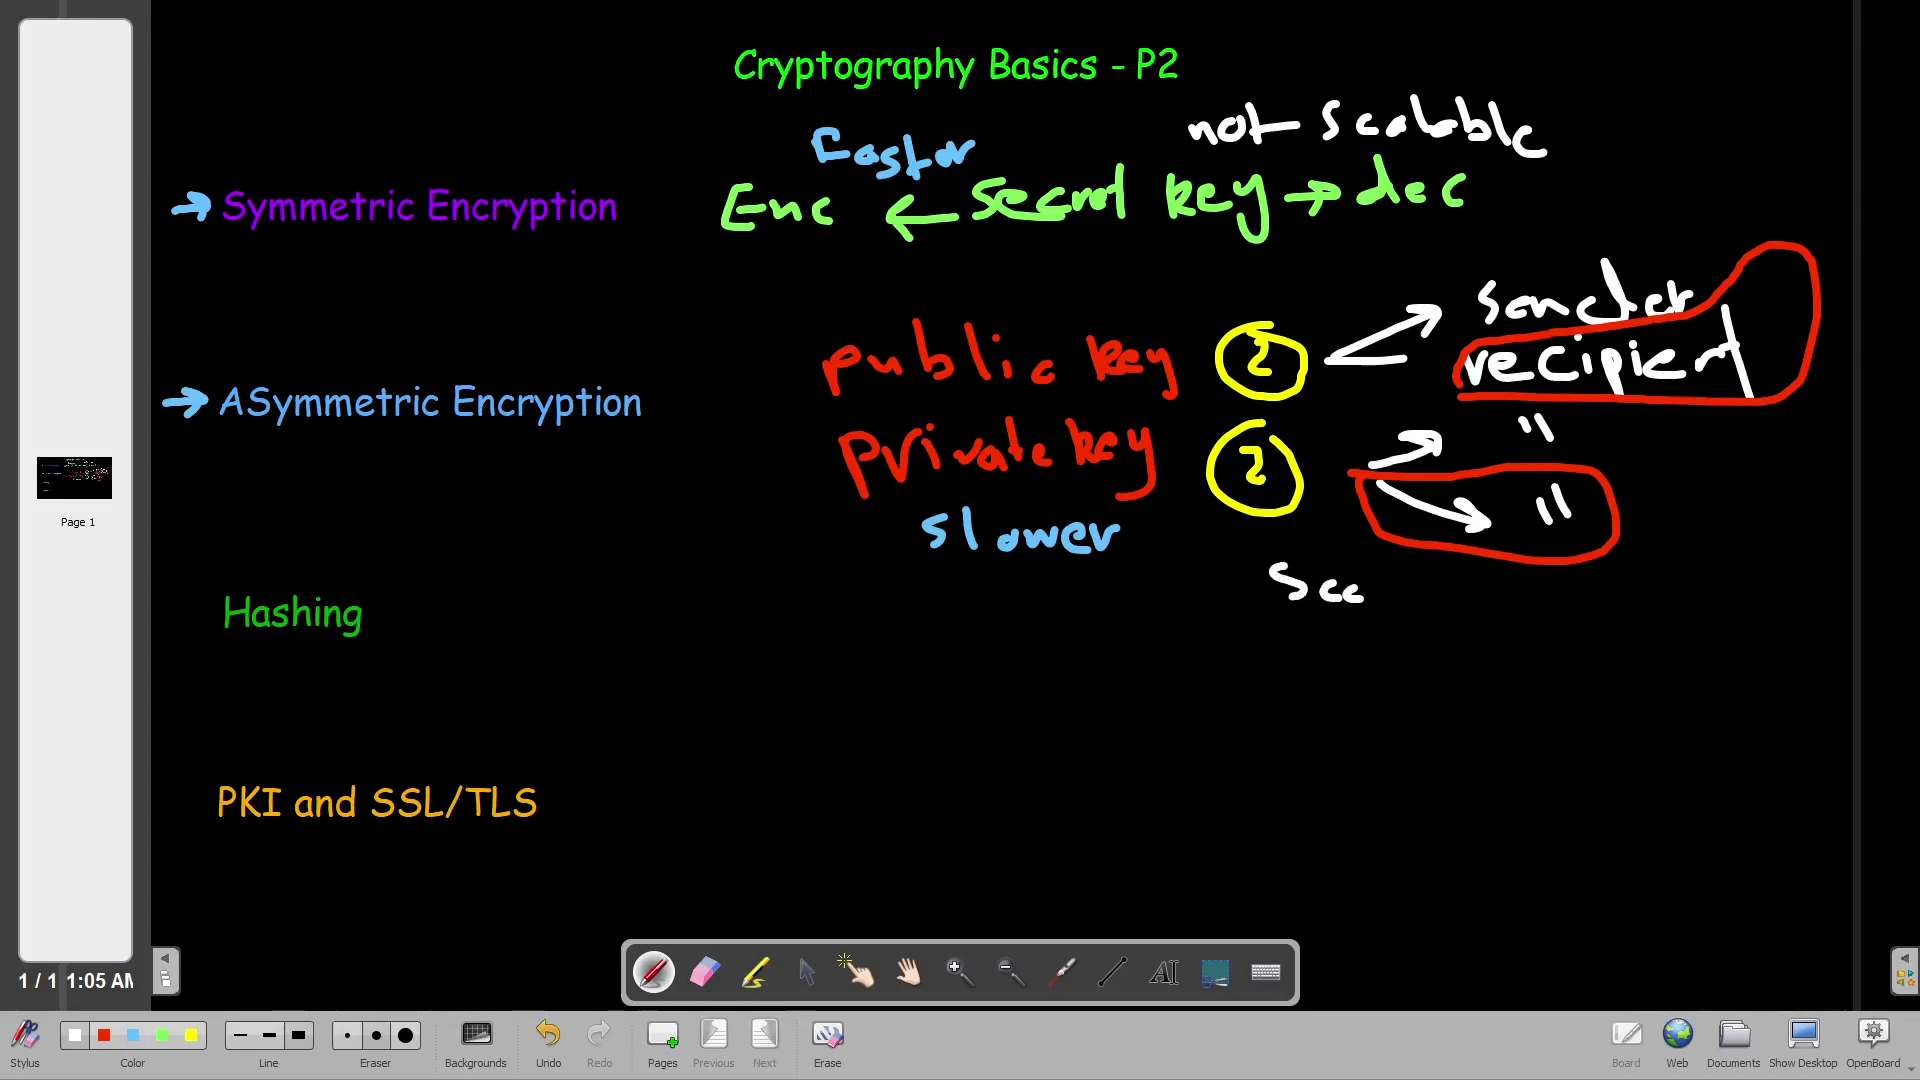 Cryptography Basics - P2
not scalable
Faster
Symmetric Encryption
Enc ← secret key → dec
sender
public key 2 recipient
ASymmetric Encryption
"
private key 2
"
slower
Sca
Hashing
PKI and SSL/TLS
Page 1
1 / 1 1:05 AM
Stylus Color Line Eraser Backgrounds Undo Redo Pages Previous Next Erase Board Web Documents Show Desktop OpenBoard